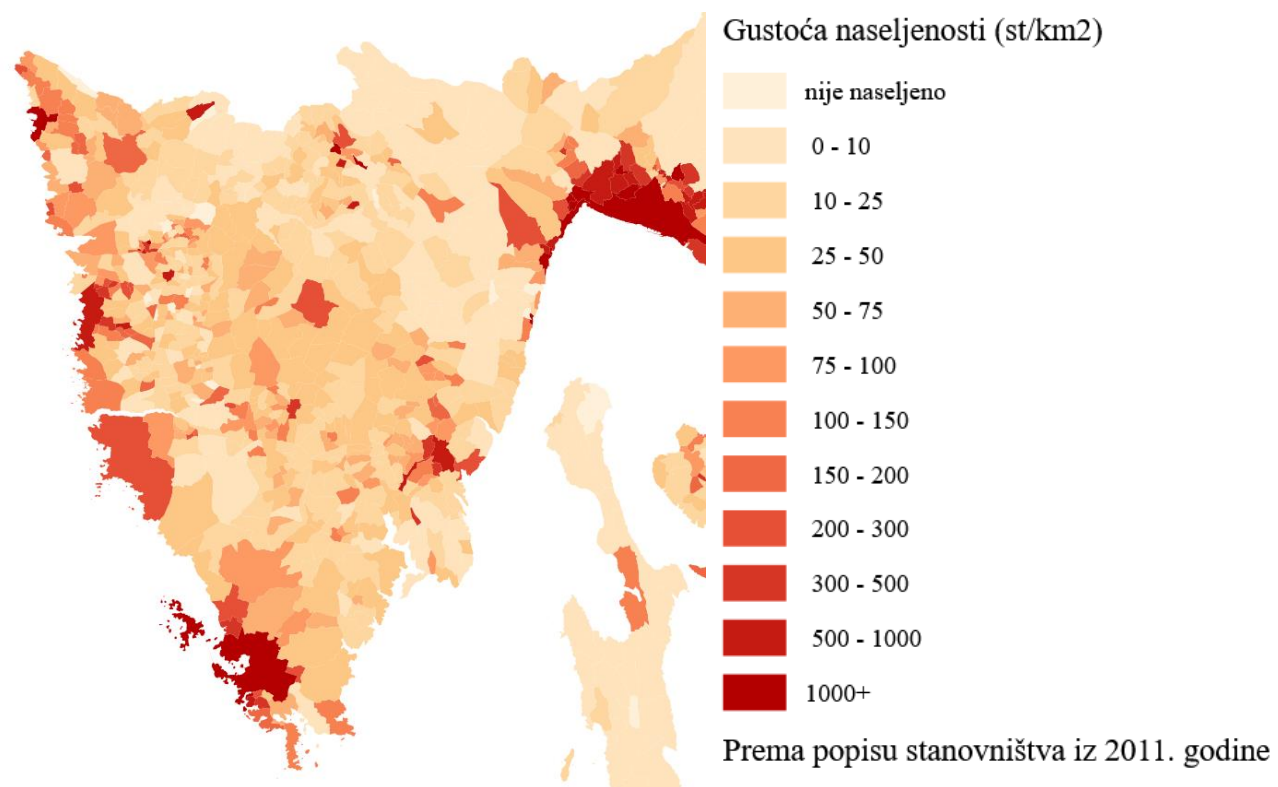 Gustoća naseljenosti (st/km2)
nije naseljeno
0 - 10
10 - 25
25 - 50
50 - 75
75 - 100
100 - 150
150 - 200
200 - 300
300 - 500
500 - 1000
1000+
Prema popisu stanovništva iz 2011. godine